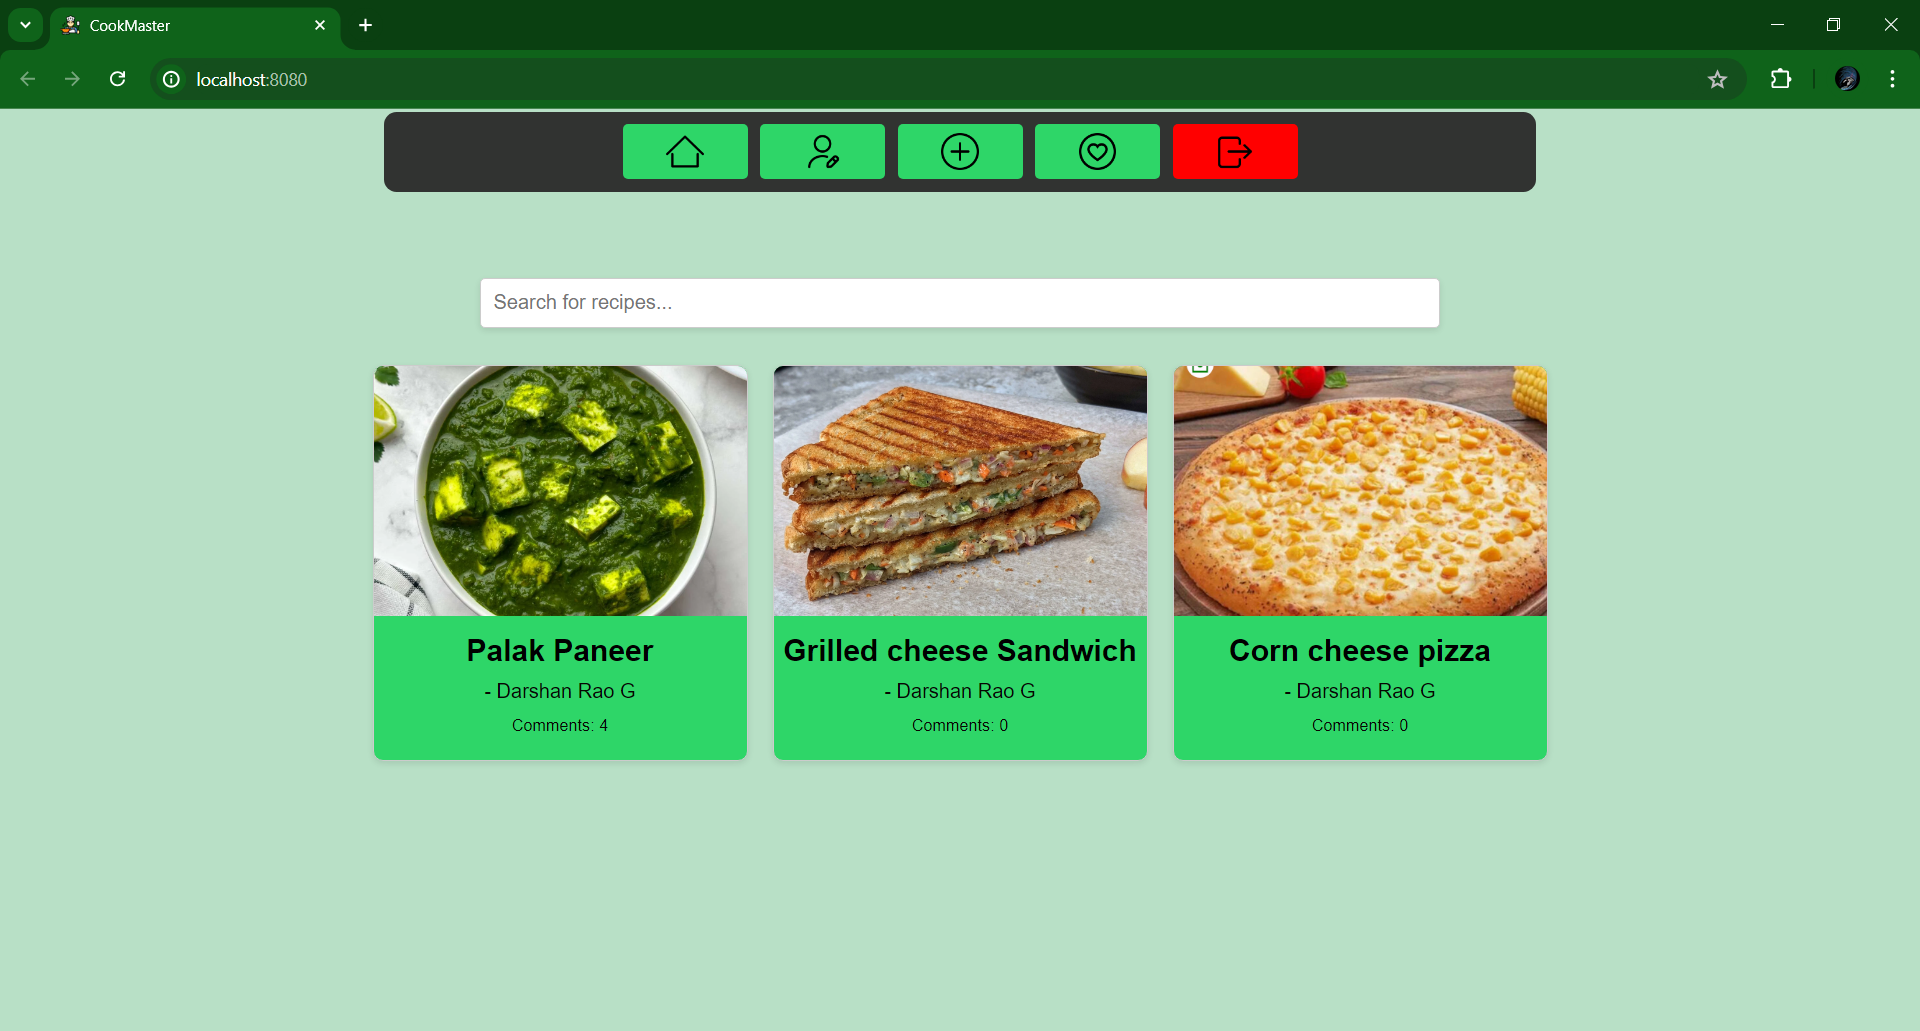 CookMaster
localhost:8080
Search for recipes...
Palak Paneer
- Darshan Rao G
Comments: 4
Grilled cheese Sandwich
- Darshan Rao G
Comments: 0
Corn cheese pizza
- Darshan Rao G
Comments: 0